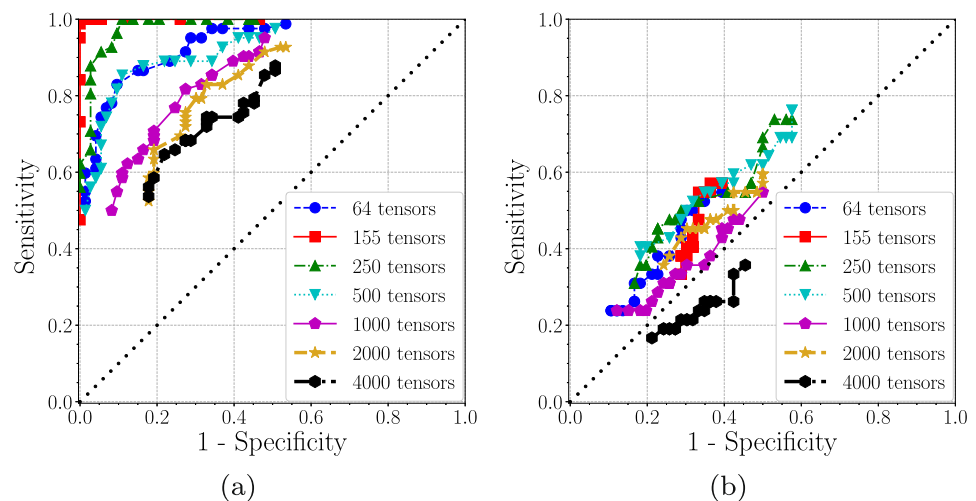 1.0
0.8
0.6
0.4
0.2
0.0
Sensitivity
64 tensors
155 tensors
250 tensors
500 tensors
1000 tensors
2000 tensors
4000 tensors
0.0 0.2 0.4 0.6 0.8 1.0
1 - Specificity
(a)
1.0
0.8
0.6
0.4
0.2
0.0
Sensitivity
64 tensors
155 tensors
250 tensors
500 tensors
1000 tensors
2000 tensors
4000 tensors
0.0 0.2 0.4 0.6 0.8 1.0
1 - Specificity
(b)